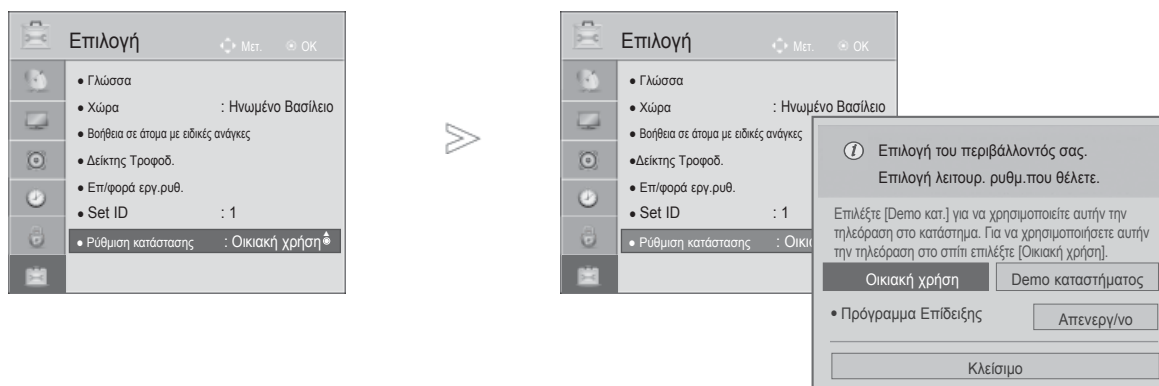 Επιλογή Μετ. OK
● Γλώσσα
● Χώρα : Ηνωμένο Βασίλειο
● Βοήθεια σε άτομα με ειδικές ανάγκες
● Δείκτης Τροφοδ.
● Επ/φορά εργ.ρυθ.
● Set ID : 1
● Ρύθμιση κατάστασης : Οικιακή χρήση
Επιλογή Μετ. OK
● Γλώσσα
● Χώρα : Ηνωμένο Βασίλειο
● Βοήθεια σε άτομα με ειδικές ανάγκες
●Δείκτης Τροφοδ.
● Επ/φορά εργ.ρυθ.
● Set ID : 1
● Ρύθμιση κατάστασης : Οικι
Επιλογή του περιβάλλοντός σας.
Επιλογή λειτουρ. ρυθμ.που θέλετε.
Επιλέξτε [Demo κατ.] για να χρησιμοποιείτε αυτήν την
τηλεόραση στο κατάστημα. Για να χρησιμοποιήσετε αυτήν
την τηλεόραση στο σπίτι επιλέξτε [Οικιακή χρήση].
Οικιακή χρήση Demo καταστήματος
● Πρόγραμμα Επίδειξης Απενεργ/νο
Κλείσιμο